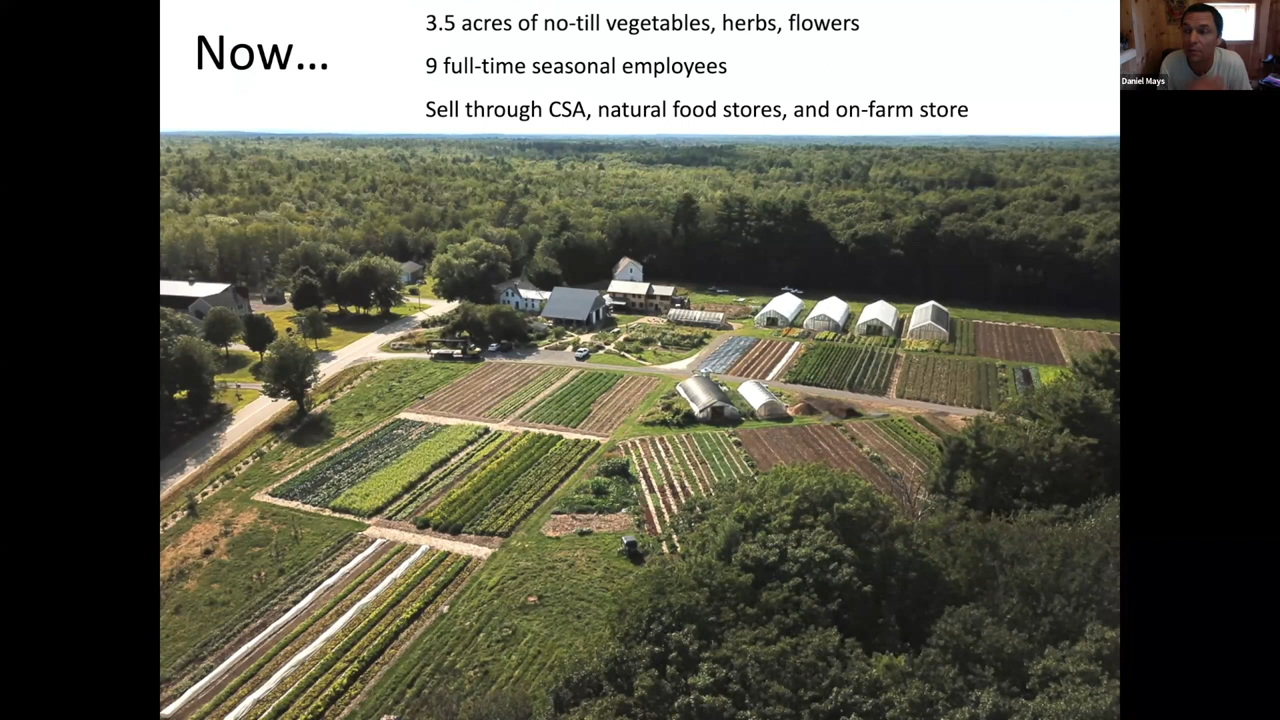 Now...
3.5 acres of no-till vegetables, herbs, flowers
9 full-time seasonal employees
Sell through CSA, natural food stores, and on-farm store
Daniel Mays